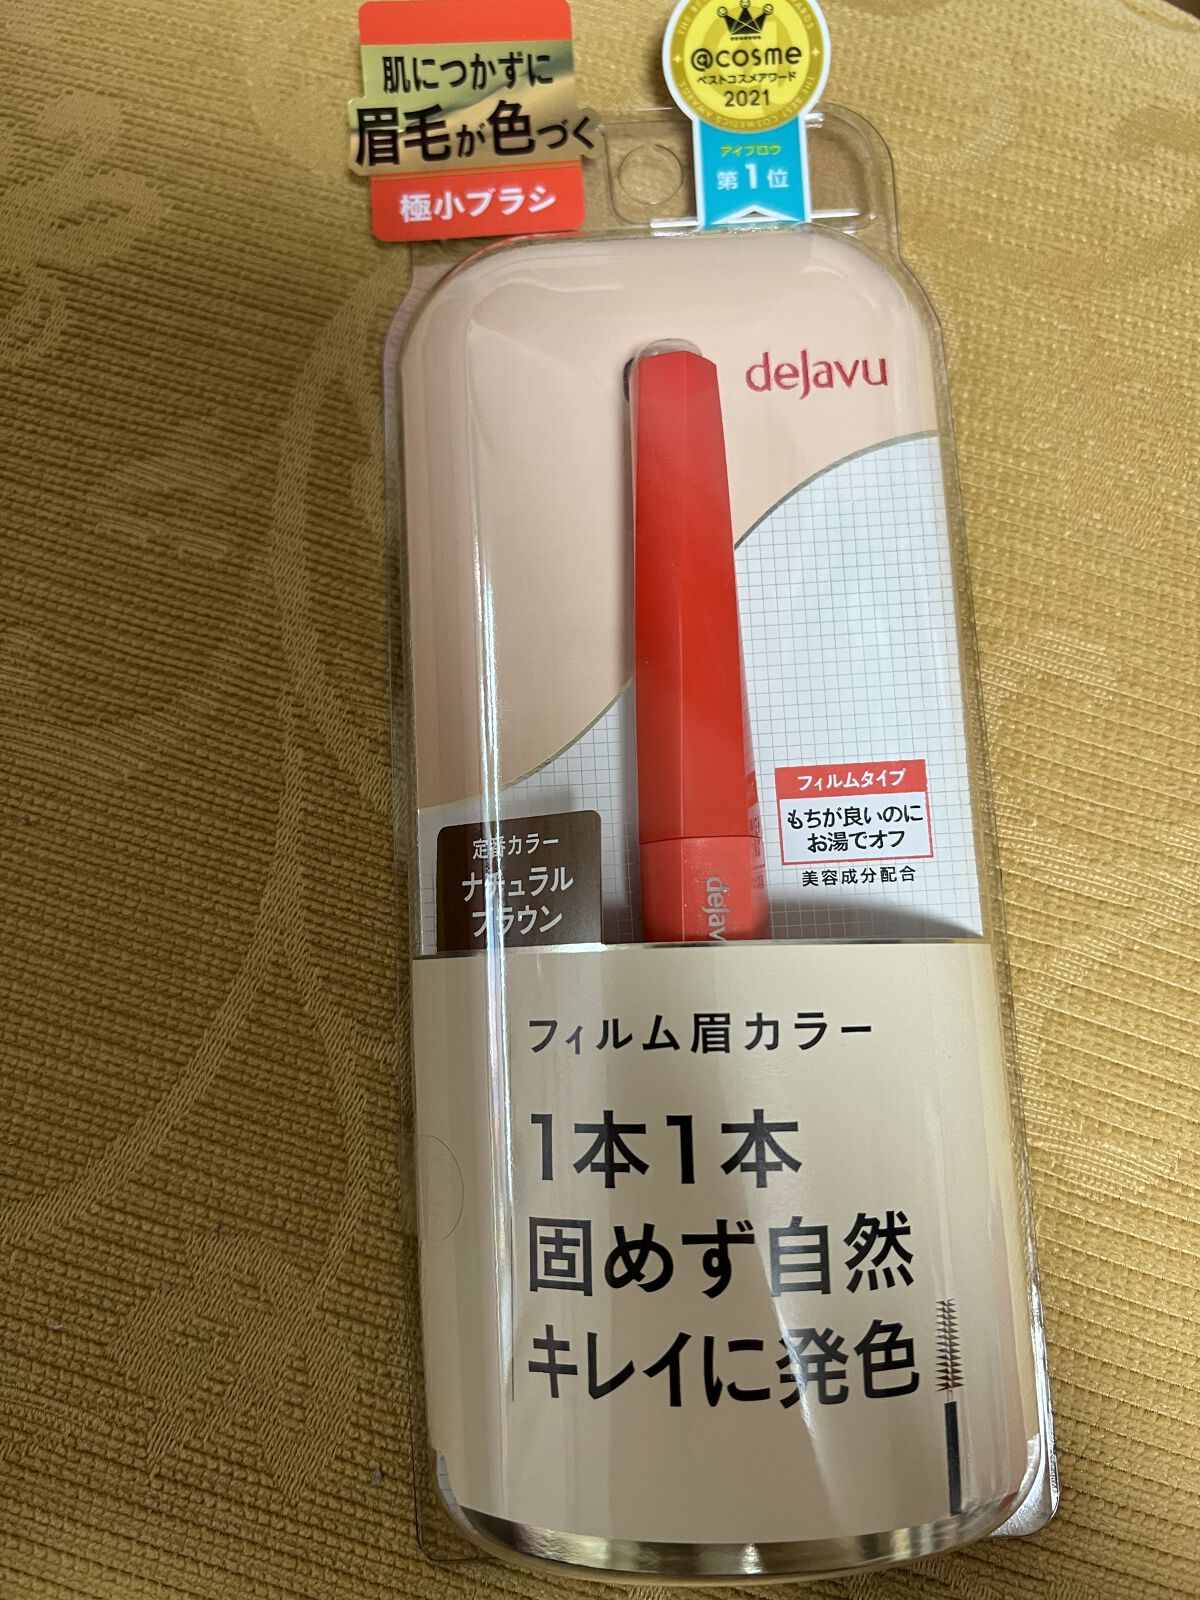 肌につかずに
眉毛が色づく
極小ブラシ
@cosme
ベストコスメアワード
2021
アイブロウ
第1位
dejavu
フィルムタイプ
もちが良いのに
お湯でオフ
美容成分配合
定番カラー
ナチュラル
ブラウン
dejav
フィルム眉カラー
1本1本
固めず自然
キレイに発色